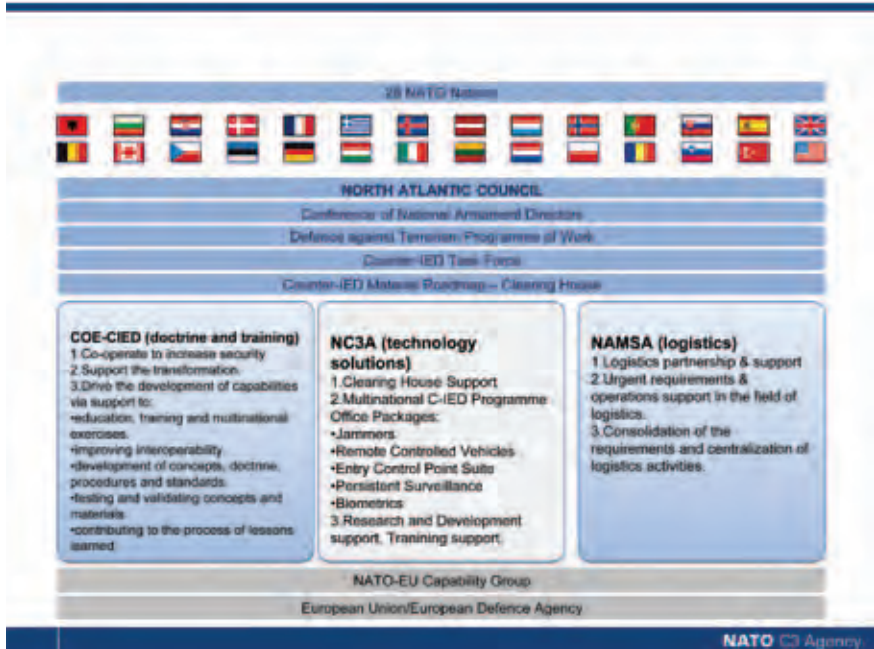 28 NATO Nations
NORTH ATLANTIC COUNCIL
Conference of National Armament Directors
Defence against Terrorism Programme of Work
Counter-IED Task Force
Counter-IED Material Roadmap – Clearing House
COE-CIED (doctrine and training)
1.Co-operate to increase security
2.Support the transformation.
3.Drive the development of capabilities
via support to:
•education, training and multinational
exercises.
•improving interoperability
•development of concepts, doctrine,
procedures and standards.
•testing and validating concepts and
materials
•contributing to the process of lessons
learned
NC3A (technology
solutions)
1.Clearing House Support
2.Multinational C-IED Programme
Office Packages:
•Jammers
•Remote Controlled Vehicles
•Entry Control Point Suite
•Persistent Surveillance
•Biometrics
3.Research and Development
support, Tranining support.
NAMSA (logistics)
1.Logistics partnership & support
2.Urgent requirements &
operations support in the field of
logistics.
3.Consolidation of the
requirements and centralization of
logistics activities.
NATO-EU Capability Group
European Union/European Defence Agency
NATO C3 Agency